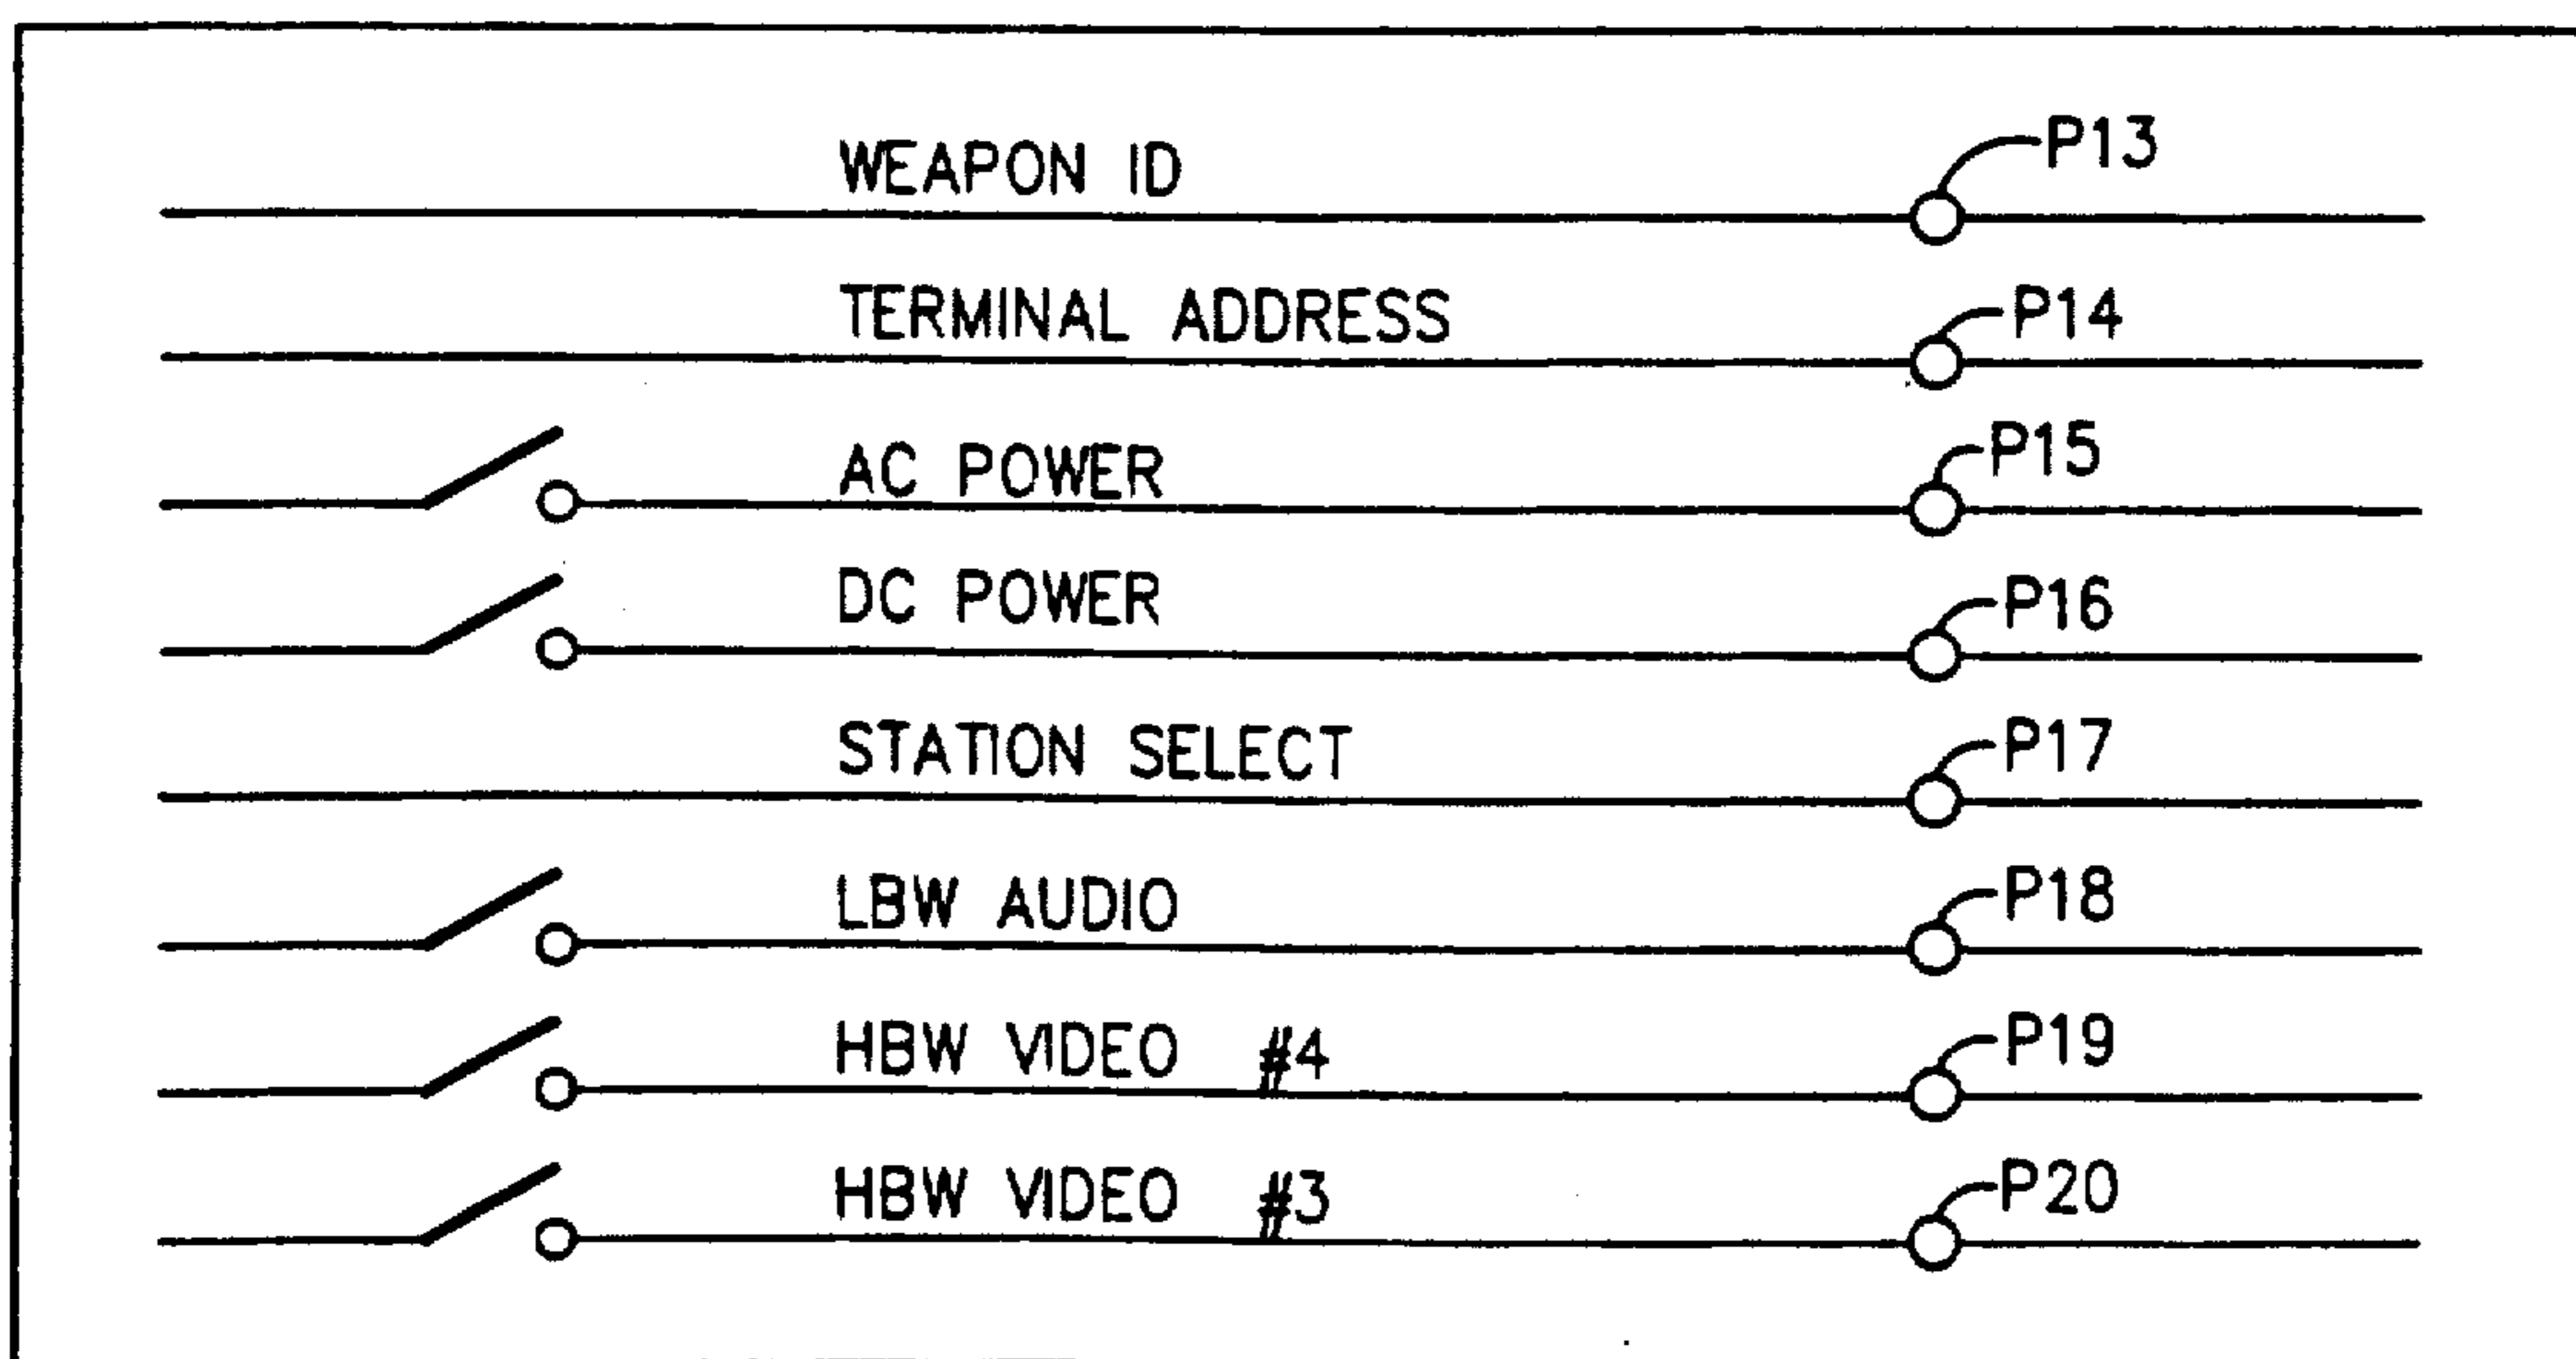 WEAPON ID P13
TERMINAL ADDRESS P14
AC POWER P15
DC POWER P16
STATION SELECT P17
LBW AUDIO P18
HBW VIDEO #4 P19
HBW VIDEO #3 P20